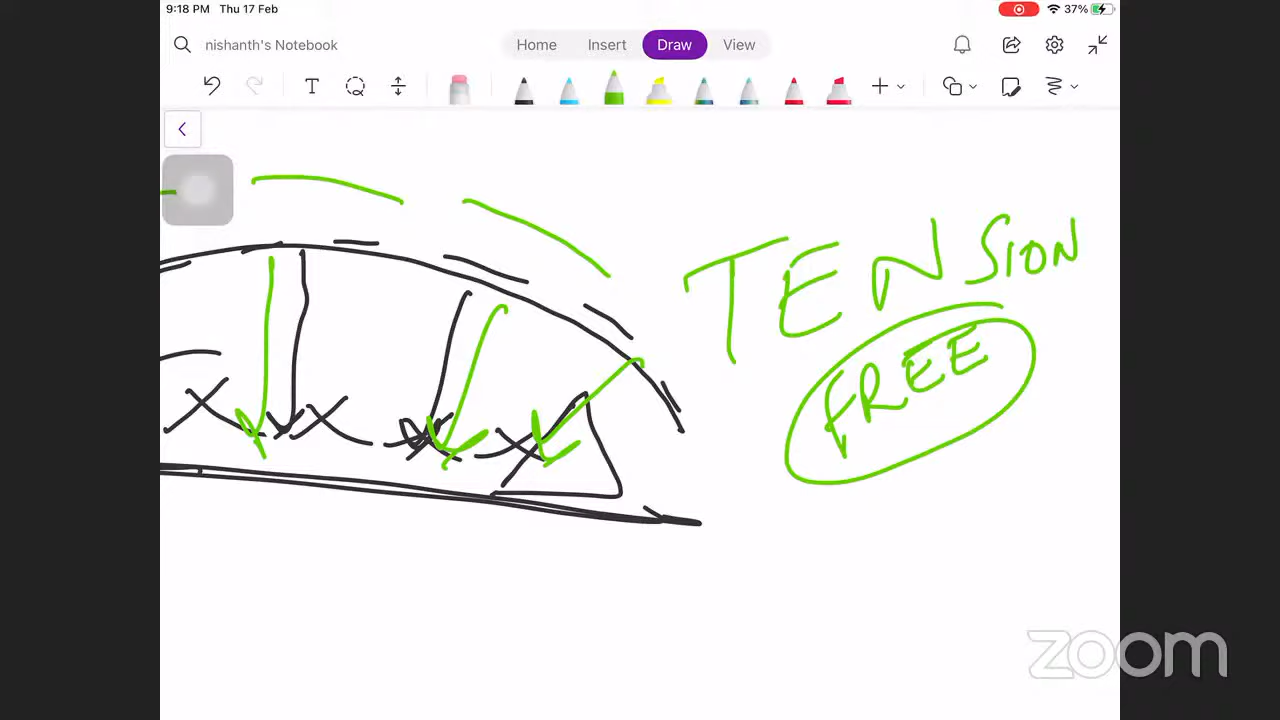 9:18 PM Thu 17 Feb
37%
nishanth's Notebook
Home Insert Draw View
T
TENSION
FREE
zoom